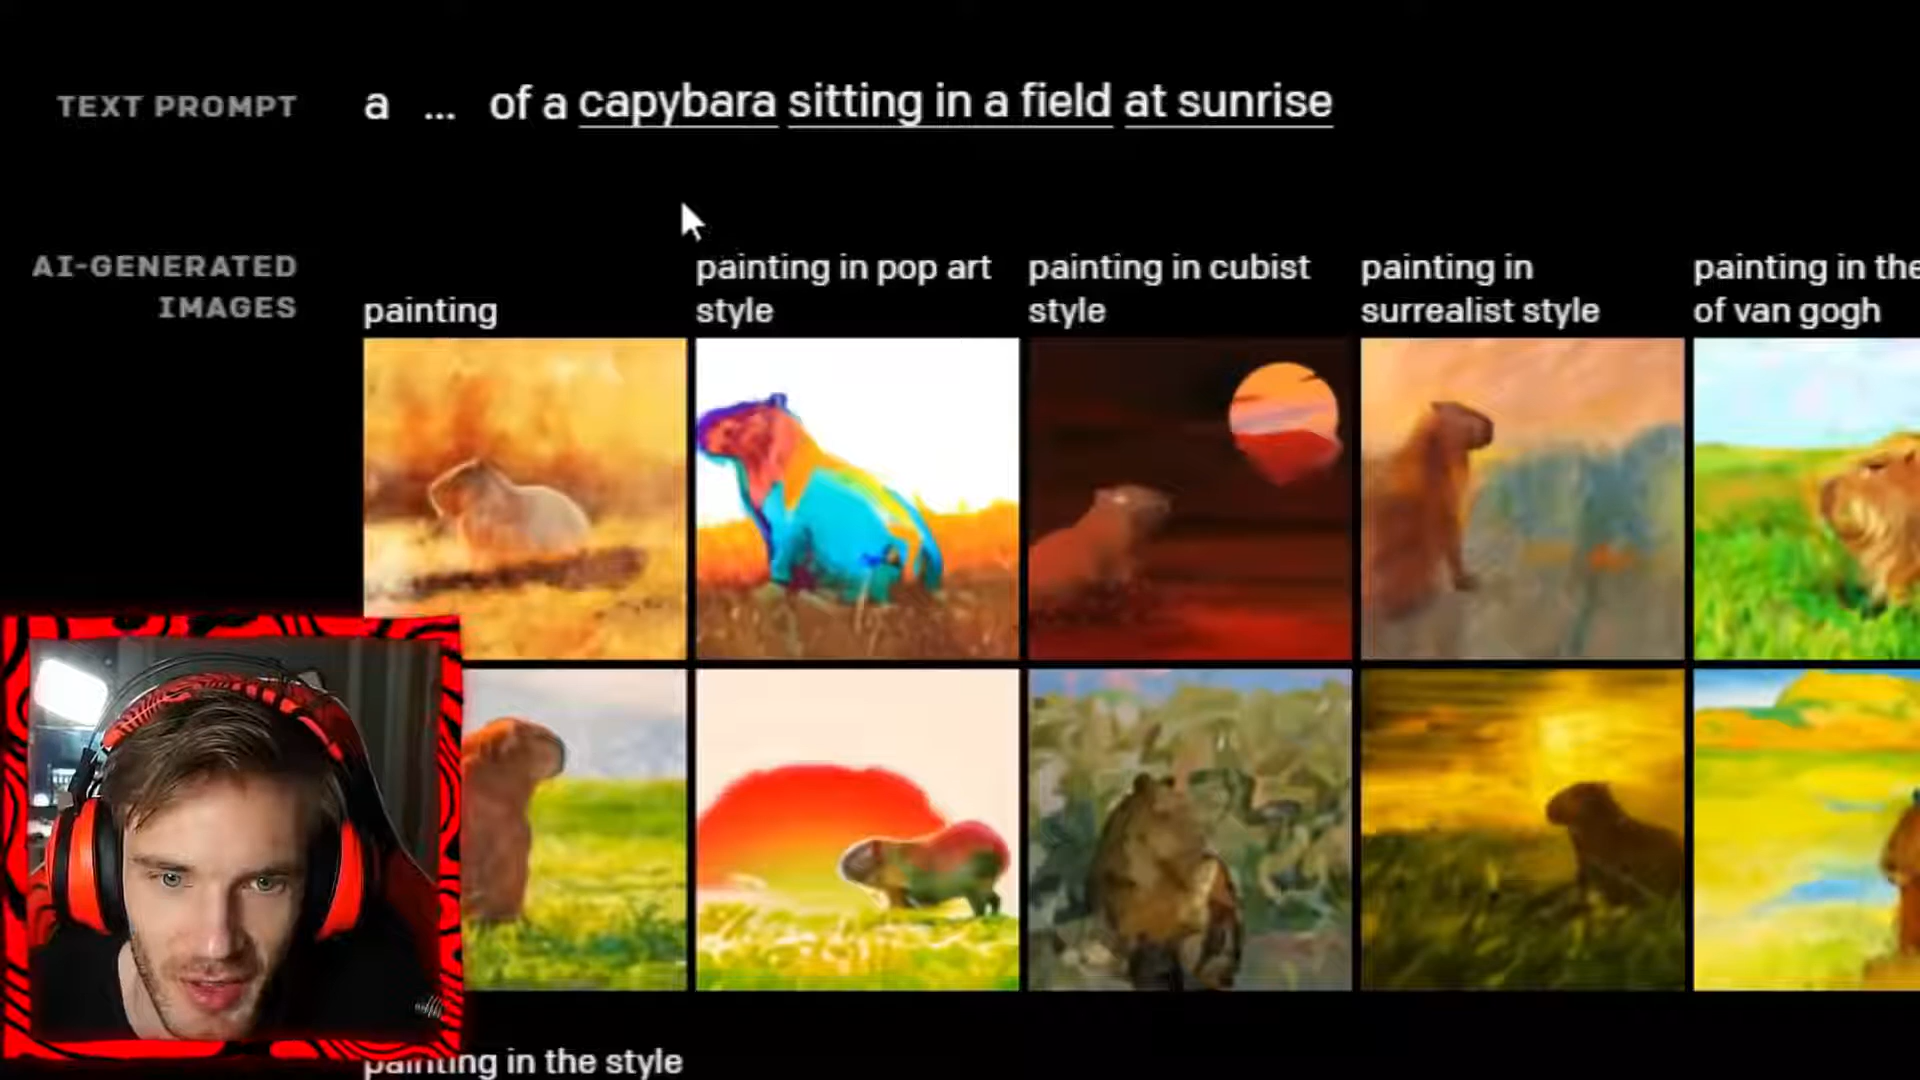 TEXT PROMPT
a ... of a capybara sitting in a field at sunrise
AI-GENERATED
IMAGES
painting
painting in pop art
style
painting in cubist
style
painting in
surrealist style
painting in the
of van gogh
painting in the style